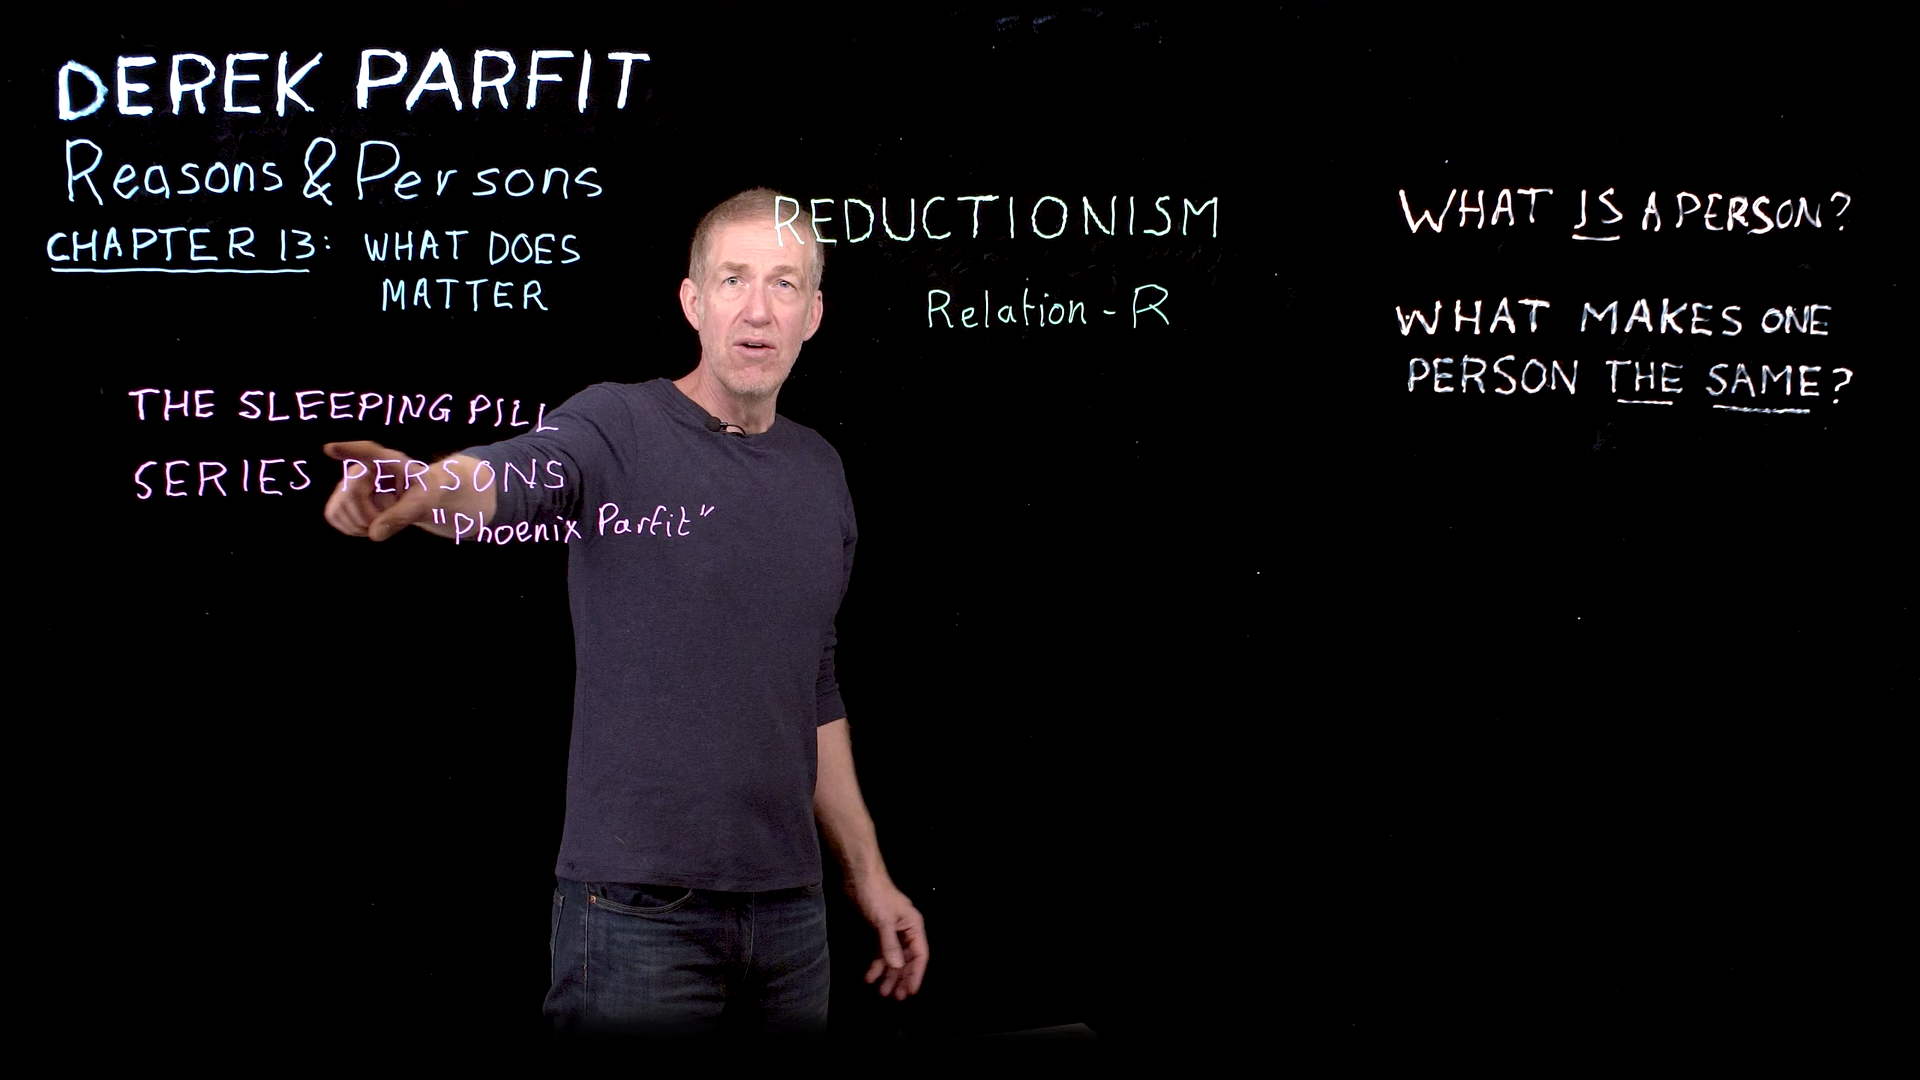 DEREK PARFIT
Reasons & Persons
CHAPTER 13: WHAT DOES
MATTER
THE SLEEPING PILL
SERIES PERSONS
"Phoenix Parfit"
REDUCTIONISM
Relation - R
WHAT IS A PERSON?
WHAT MAKES ONE
PERSON THE SAME?